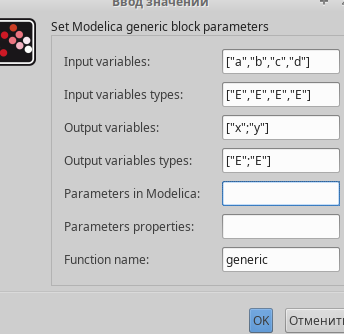 Ввод значений
Set Modelica generic block parameters
Input variables: ["a","b","c","d"]
Input variables types: ["E","E","E","E"]
Output variables: ["x";"y"]
Output variables types: ["E";"E"]
Parameters in Modelica:
Parameters properties:
Function name: generic
OK Отменить